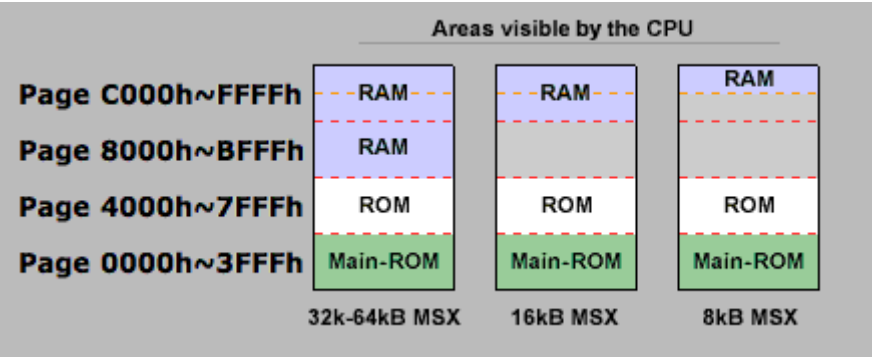 Areas visible by the CPU
Page C000h~FFFFh RAM RAM RAM
Page 8000h~BFFFh RAM
Page 4000h~7FFFh ROM ROM ROM
Page 0000h~3FFFh Main-ROM Main-ROM Main-ROM
32k-64kB MSX 16kB MSX 8kB MSX